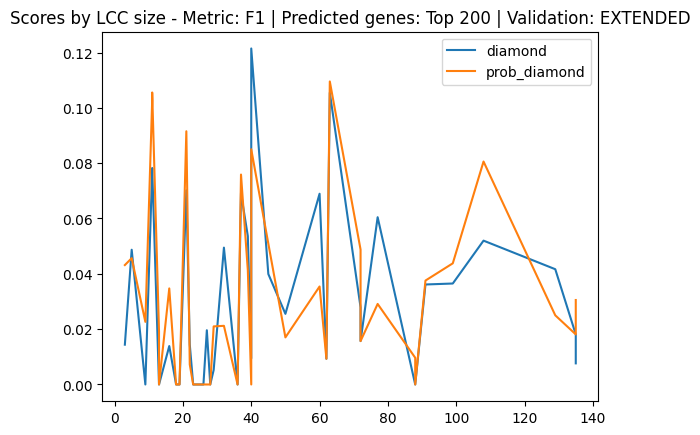 Scores by LCC size - Metric: F1 | Predicted genes: Top 200 | Validation: EXTENDED
diamond
prob_diamond
0.12
0.10
0.08
0.06
0.04
0.02
0.00
0 20 40 60 80 100 120 140